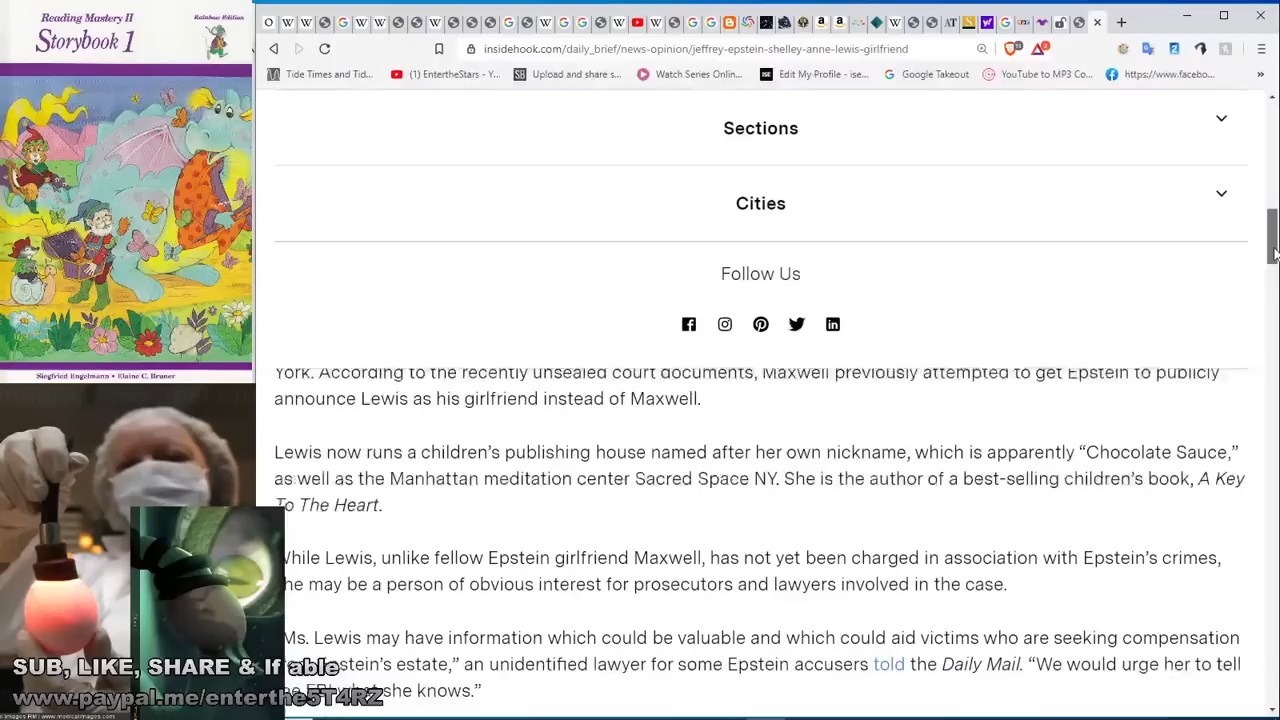 Reading Mastery II
Rainbow Edition
Storybook 1
Siegfried Engelmann • Elaine C. Bruner
insidehook.com/daily_brief/news-opinion/jeffrey-epstein-shelley-anne-lewis-girlfriend
Tide Times and Tid...
(1) EntertheStars - Y...
Upload and share s...
Watch Series Onlin...
Edit My Profile - ise...
Google Takeout
YouTube to MP3 Co...
https://www.facebo...
Sections
Cities
Follow Us
York. According to the recently unsealed court documents, Maxwell previously attempted to get Epstein to publicly
announce Lewis as his girlfriend instead of Maxwell.
Lewis now runs a children’s publishing house named after her own nickname, which is apparently “Chocolate Sauce,”
as well as the Manhattan meditation center Sacred Space NY. She is the author of a best-selling children’s book, A Key
To The Heart.
While Lewis, unlike fellow Epstein girlfriend Maxwell, has not yet been charged in association with Epstein’s crimes,
she may be a person of obvious interest for prosecutors and lawyers involved in the case.
Ms. Lewis may have information which could be valuable and which could aid victims who are seeking compensation
Epstein’s estate,” an unidentified lawyer for some Epstein accusers told the Daily Mail. “We would urge her to tell
she knows.”
SUB, LIKE, SHARE & If able
www.paypal.me/enterthe5T4RZ